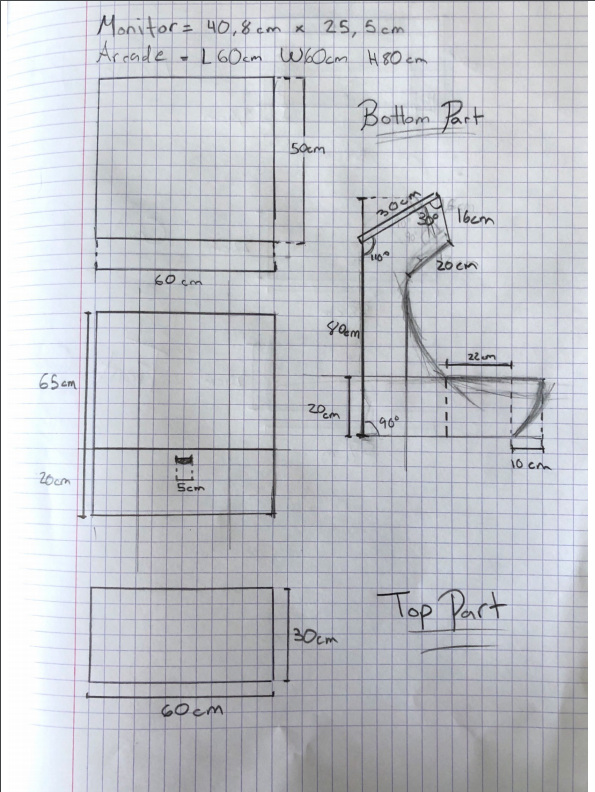 Monitor = 40,8cm x 25,5cm
Arcade = L60cm W60cm H80cm
Bottom Part
50cm
60cm
30cm
30°
16cm
110°
20cm
80cm
22cm
20cm
90°
10cm
65cm
20cm
5cm
Top Part
30cm
60cm